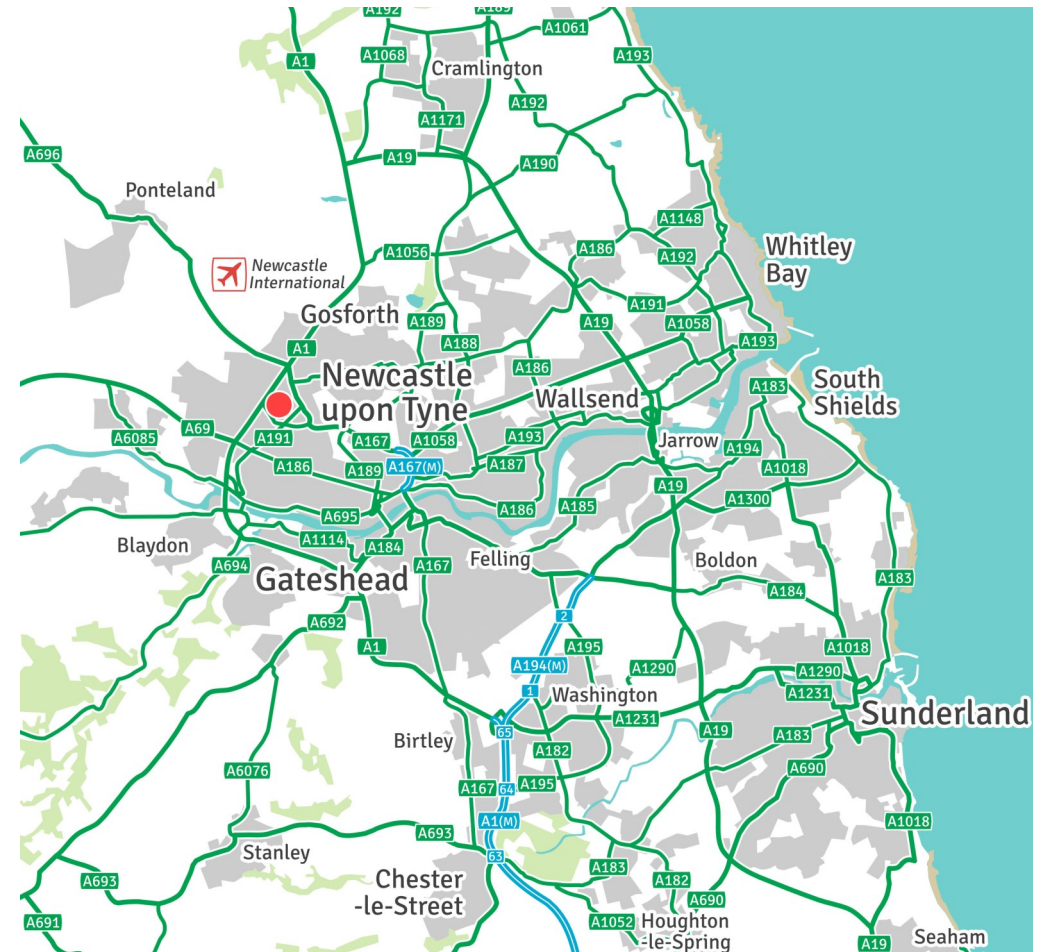 A192
A189
A1061
A1
A1068
A193
Cramlington
A192
A1171
A696
A19
A190
Ponteland
A1148
A1056
A186
A192
Whitley
Bay
Newcastle
International
A191
Gosforth
A189
A19
A1058
A188
A193
A1
A186
Newcastle
upon Tyne
Wallsend
A183
South
Shields
A6085
A69
A191
A167
A1058
A193
Jarrow
A194
A186
A189
A167(M)
A187
A1018
A19
A1300
A695
A186
A185
Blaydon
A1114
A184
Felling
Boldon
A694
Gateshead
A167
A183
A184
A692
2
A1
A195
A1018
A194(M)
A1290
A1290
1
Washington
A1231
A1231
Sunderland
Birtley
65
A182
A19
A183
A6076
A690
A167
64
A195
A1(M)
A1018
A693
Stanley
63
A183
A693
Chester
-le-Street
A182
A690
A691
A1052
Houghton
-le-Spring
A19
Seaham